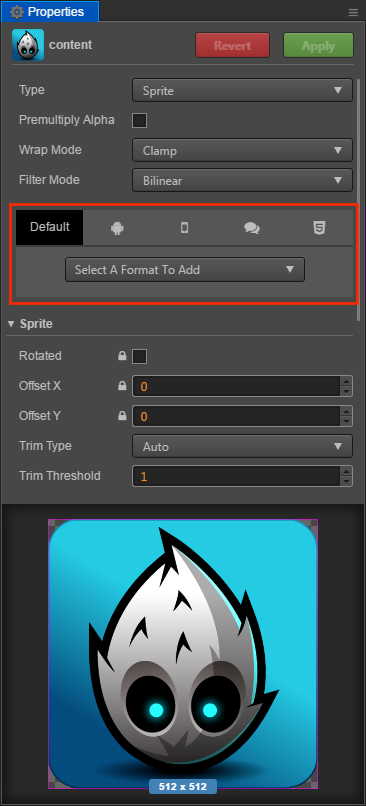 Properties
content
Revert
Apply
Type
Sprite
Premultiply Alpha
Wrap Mode
Clamp
Filter Mode
Bilinear
Default
Select A Format To Add
Sprite
Rotated
Offset X
0
Offset Y
0
Trim Type
Auto
Trim Threshold
1
512 x 512